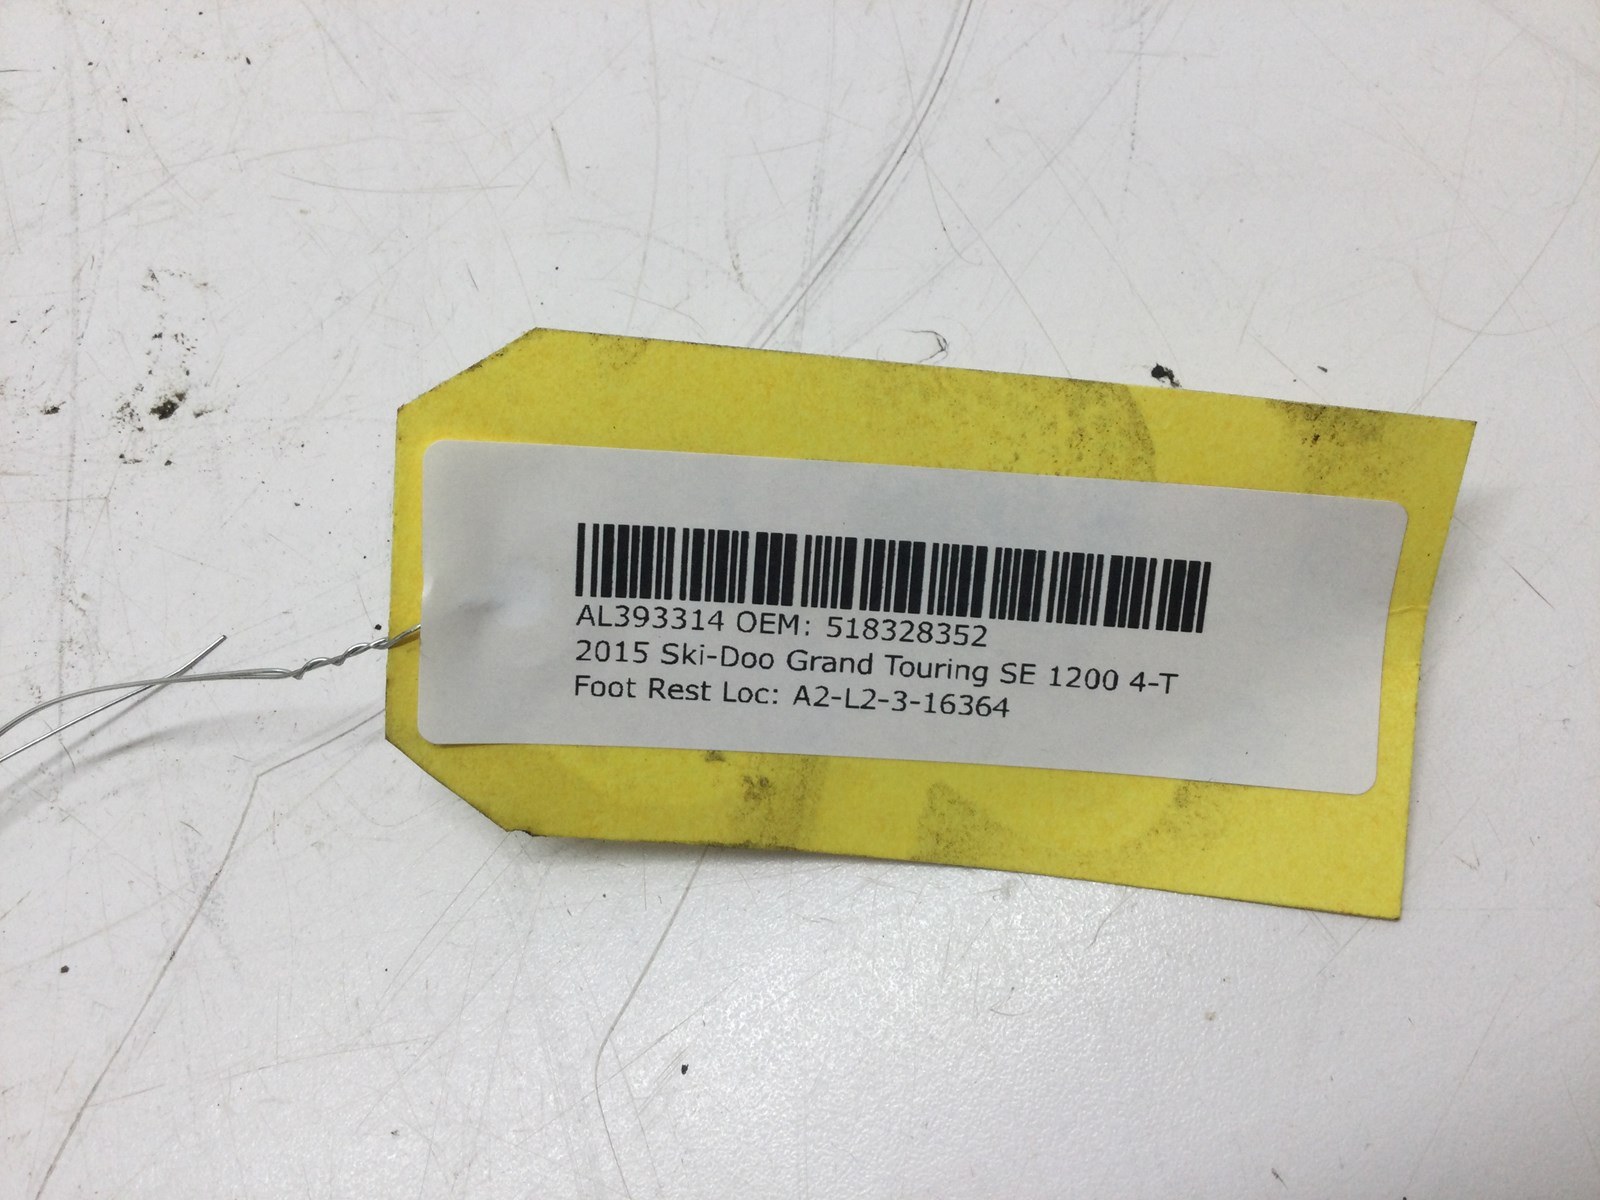 AL393314 OEM: 518328352
2015 Ski-Doo Grand Touring SE 1200 4-T
Foot Rest Loc: A2-L2-3-16364